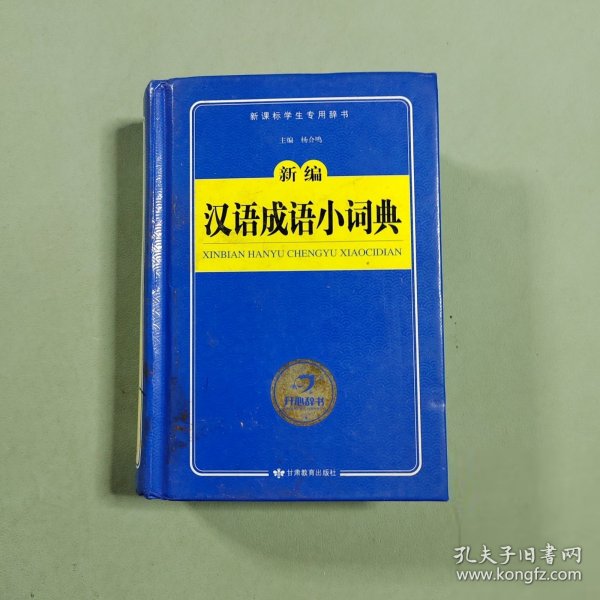 新课标学生专用辞书
主编 杨合鸣
新编
汉语成语小词典
XINBIAN HANYU CHENGYU XIAOCIDIAN
开心辞书
甘肃教育出版社
孔夫子旧书网
www.kongfz.com